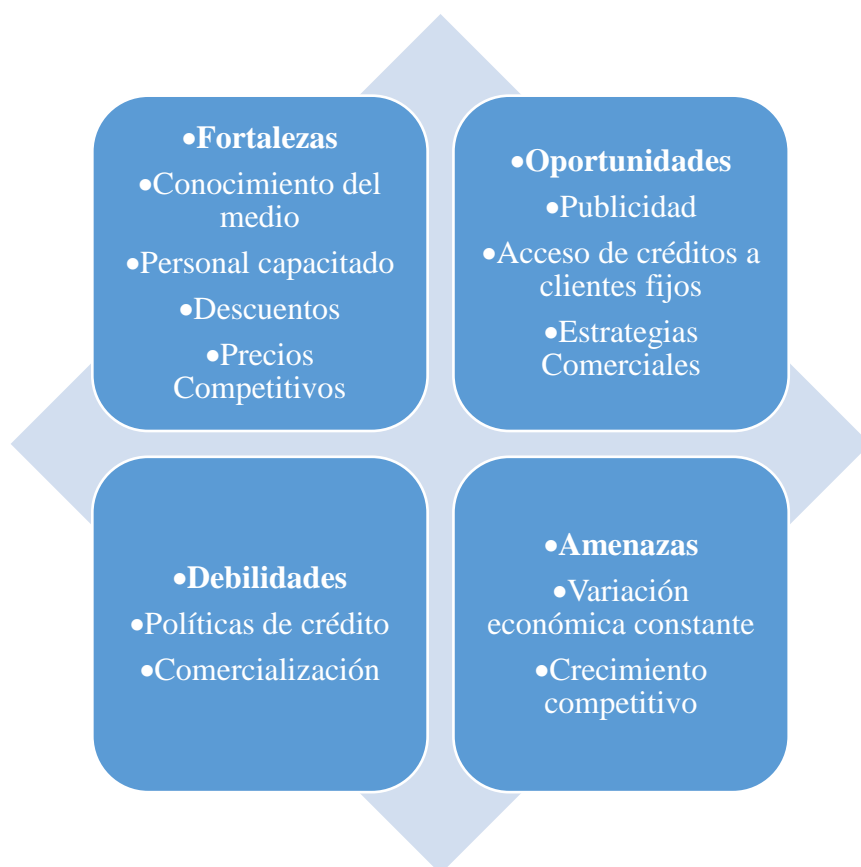 •Fortalezas
•Conocimiento del
medio
•Personal capacitado
•Descuentos
•Precios
Competitivos
•Oportunidades
•Publicidad
•Acceso de créditos a
clientes fijos
•Estrategias
Comerciales
•Debilidades
•Políticas de crédito
•Comercialización
•Amenazas
•Variación
económica constante
•Crecimiento
competitivo